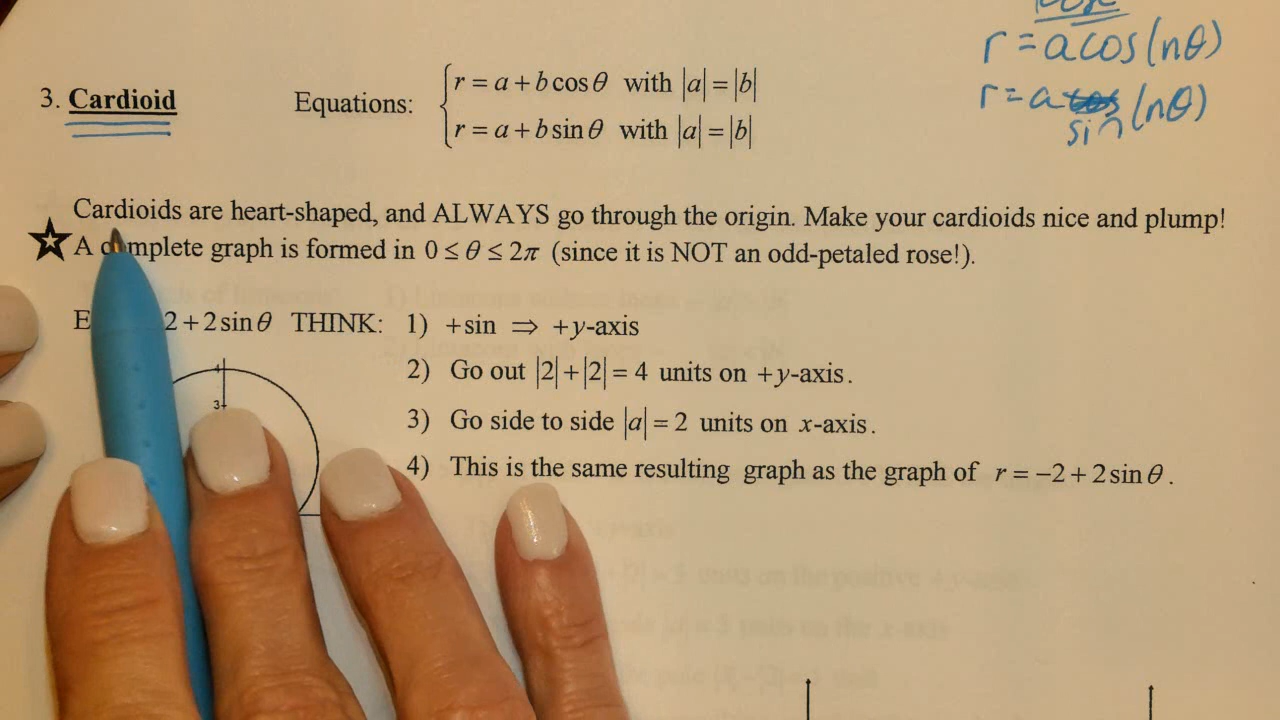 r = a cos(nθ)
r = a sin(nθ)
3. Cardioid
Equations: { r = a + b cos θ with |a| = |b|
r = a + b sin θ with |a| = |b|
Cardioids are heart-shaped, and ALWAYS go through the origin. Make your cardioids nice and plump!
A complete graph is formed in 0 ≤ θ ≤ 2π (since it is NOT an odd-petaled rose!).
2 + 2 sin θ THINK: 1) +sin ⇒ +y-axis
2) Go out |2| + |2| = 4 units on +y-axis.
3) Go side to side |a| = 2 units on x-axis.
4) This is the same resulting graph as the graph of r = −2 + 2 sin θ.
4
3